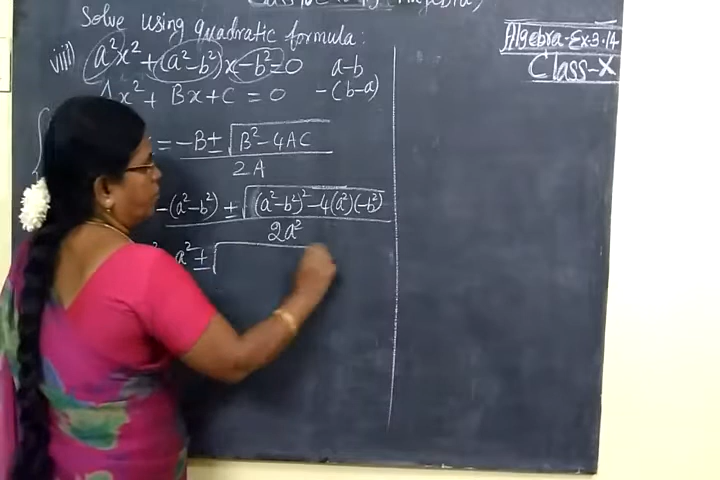 Solve using quadratic formula:
viii) a²x² + (a²-b²)x - b² = 0
a-b
x² + Bx + C = 0
-(b-a)
= -B ± √B² - 4AC
2A
-(a²-b²) ± √(a²-b²)² - 4(a²)(-b²)
2a²
a² ± √
Algebra-Ex-3.14
Class-X